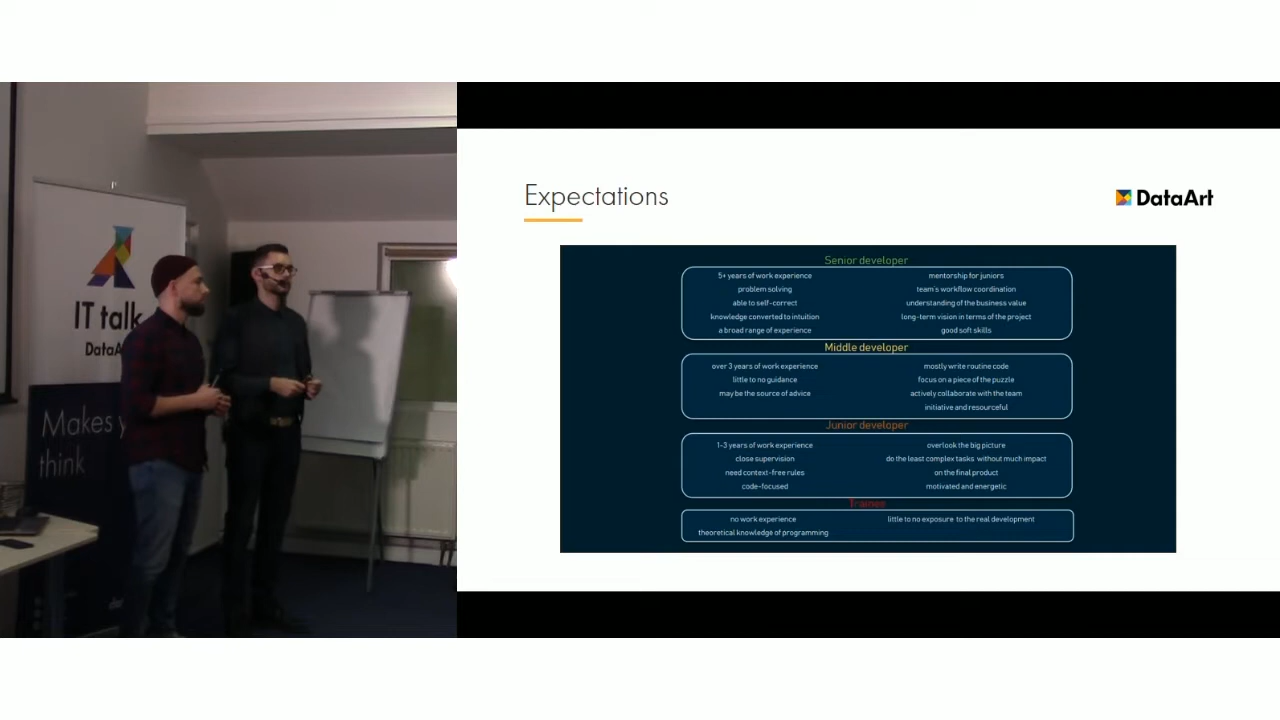 IT talk
DataA
Makes y
think
Expectations
DataArt
Senior developer
5+ years of work experience
problem solving
able to self-correct
knowledge converted to intuition
a broad range of experience
mentorship for juniors
team's workflow coordination
understanding of the business value
long-term vision in terms of the project
good soft skills
Middle developer
over 3 years of work experience
little to no guidance
may be the source of advice
mostly write routine code
focus on a piece of the puzzle
actively collaborate with the team
initiative and resourceful
Junior developer
1-3 years of work experience
close supervision
need context-free rules
code-focused
overlook the big picture
do the least complex tasks without much impact
on the final product
motivated and energetic
Trainee
no work experience
theoretical knowledge of programming
little to no exposure to the real development